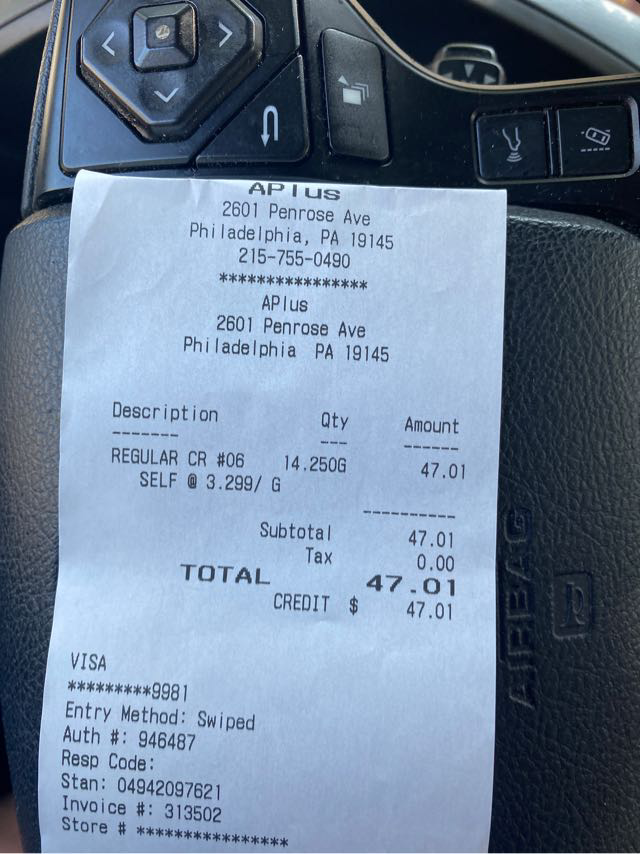 APlus
2601 Penrose Ave
Philadelphia, PA 19145
215-755-0490
****************
APlus
2601 Penrose Ave
Philadelphia  PA 19145
Description Qty Amount
------- --- ------
REGULAR CR #06 14.250G 47.01
SELF @ 3.299/ G
----------
Subtotal 47.01
Tax 0.00
TOTAL 47.01
CREDIT $ 47.01
VISA
*********9981
Entry Method: Swiped
Auth #: 946487
Resp Code:
Stan: 04942097621
Invoice #: 313502
Store # ****************
AIRBAG